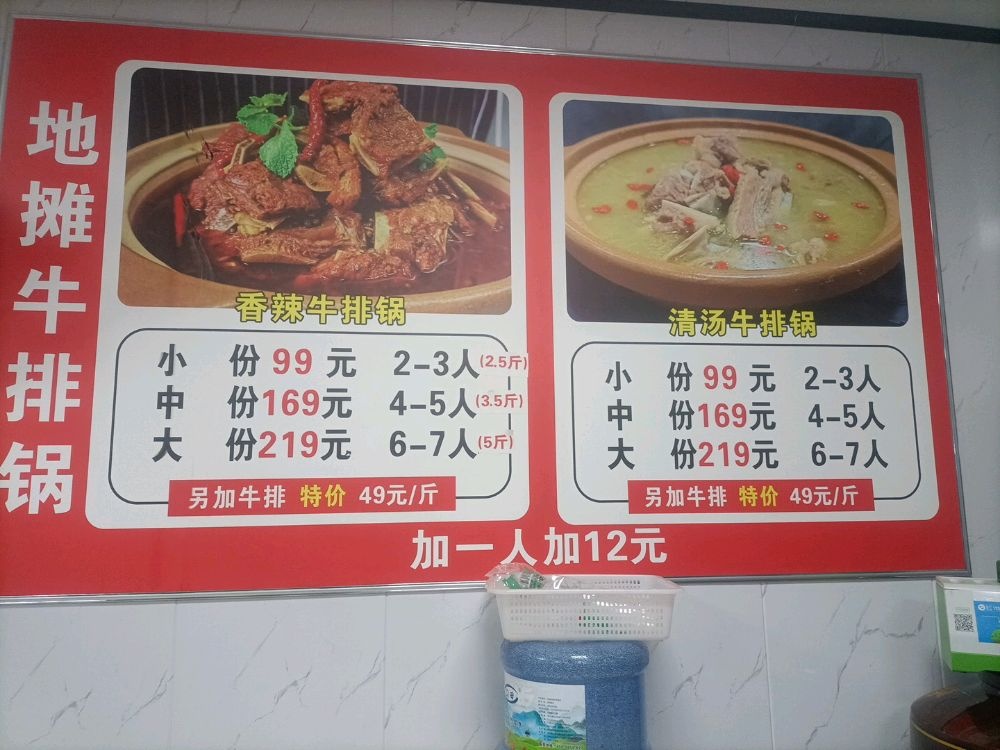 地摊牛排锅
香辣牛排锅
小 份 99 元 2-3人(2.5斤)
中 份169元 4-5人(3.5斤)
大 份219元 6-7人(5斤)
另加牛排 特价 49元/斤
清汤牛排锅
小 份 99 元 2-3人
中 份169元 4-5人
大 份219元 6-7人
另加牛排 特价 49元/斤
加一人加12元